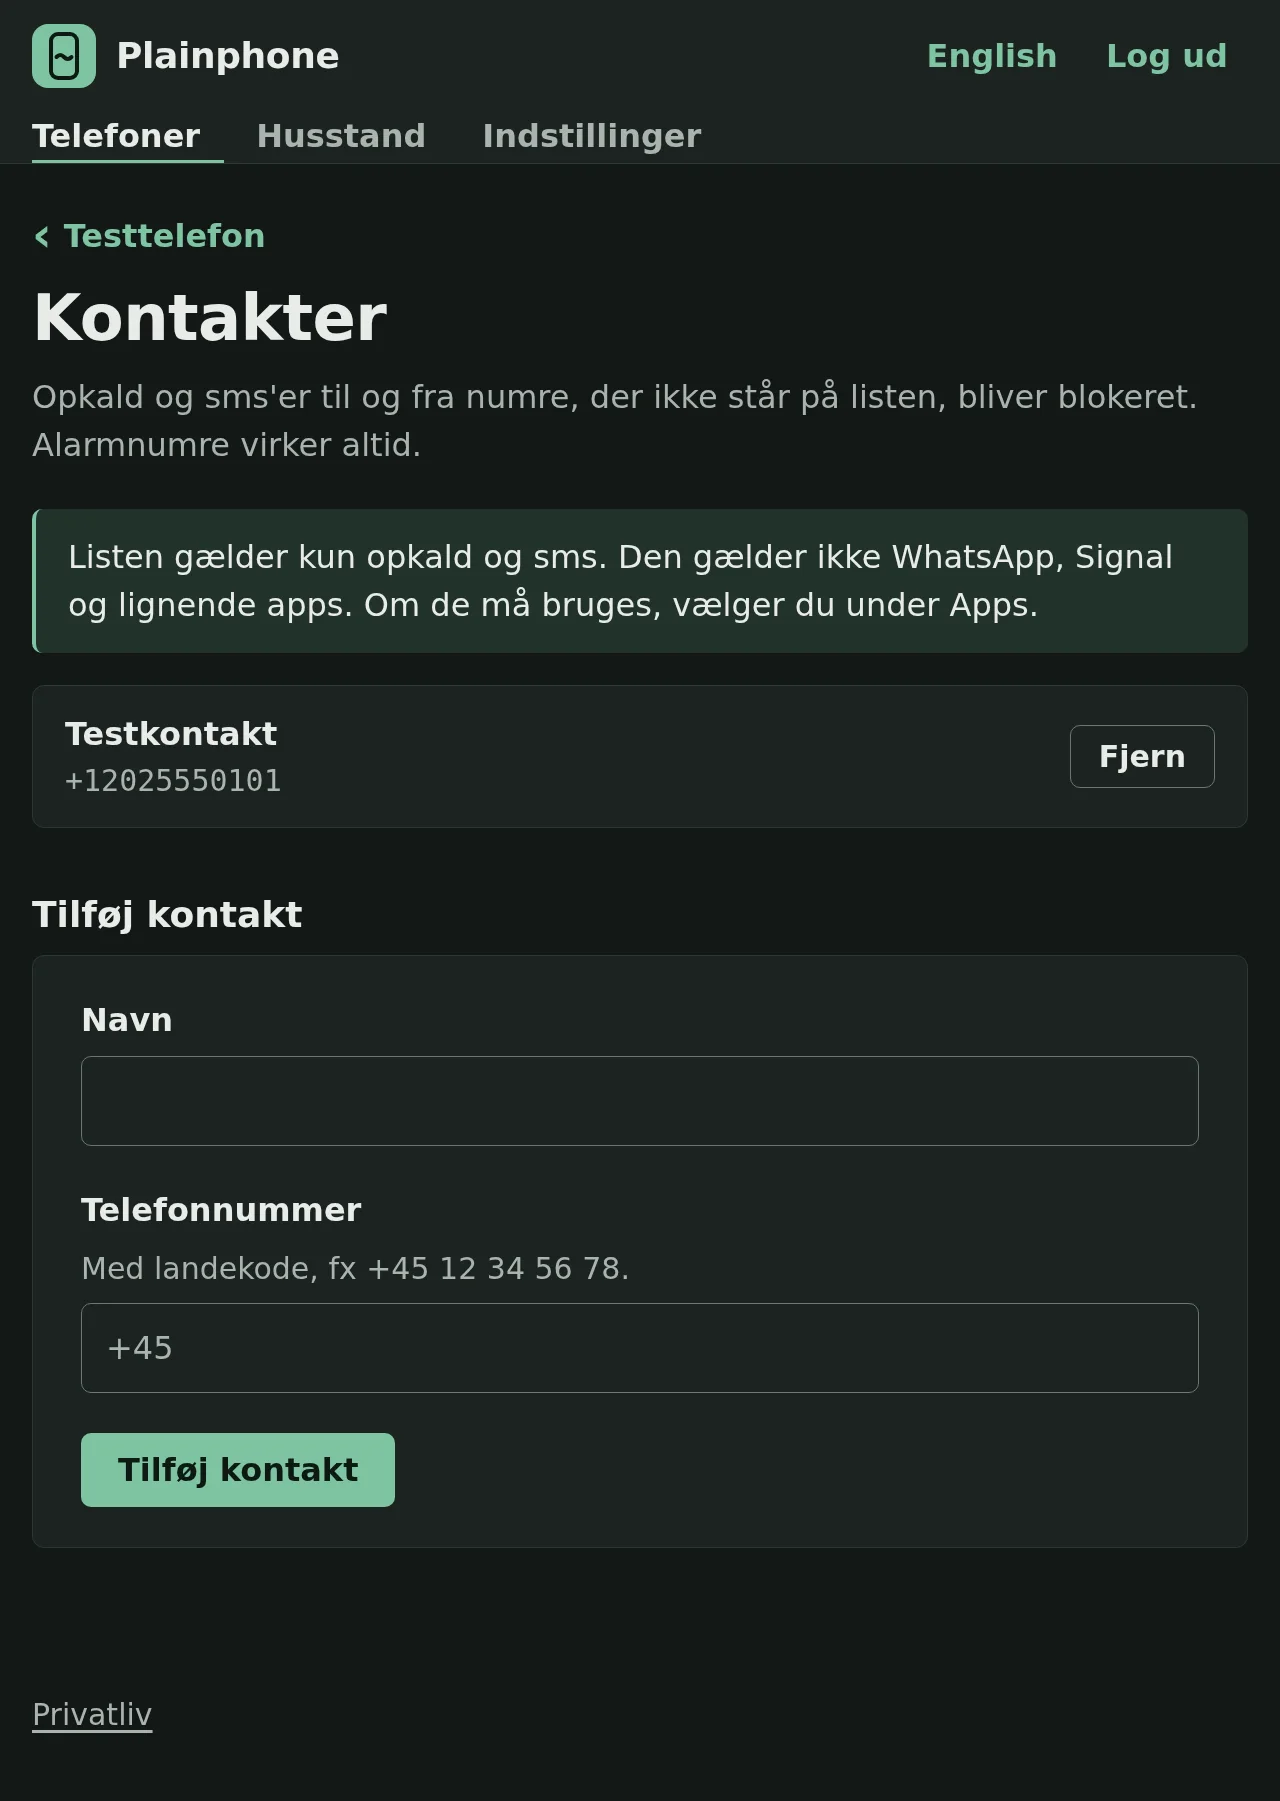 Plainphone
English
Log ud
Telefoner
Husstand
Indstillinger
‹ Testtelefon
Kontakter
Opkald og sms'er til og fra numre, der ikke står på listen, bliver blokeret.
Alarmnumre virker altid.
Listen gælder kun opkald og sms. Den gælder ikke WhatsApp, Signal
og lignende apps. Om de må bruges, vælger du under Apps.
Testkontakt
+12025550101
Fjern
Tilføj kontakt
Navn
Telefonnummer
Med landekode, fx +45 12 34 56 78.
+45
Tilføj kontakt
Privatliv